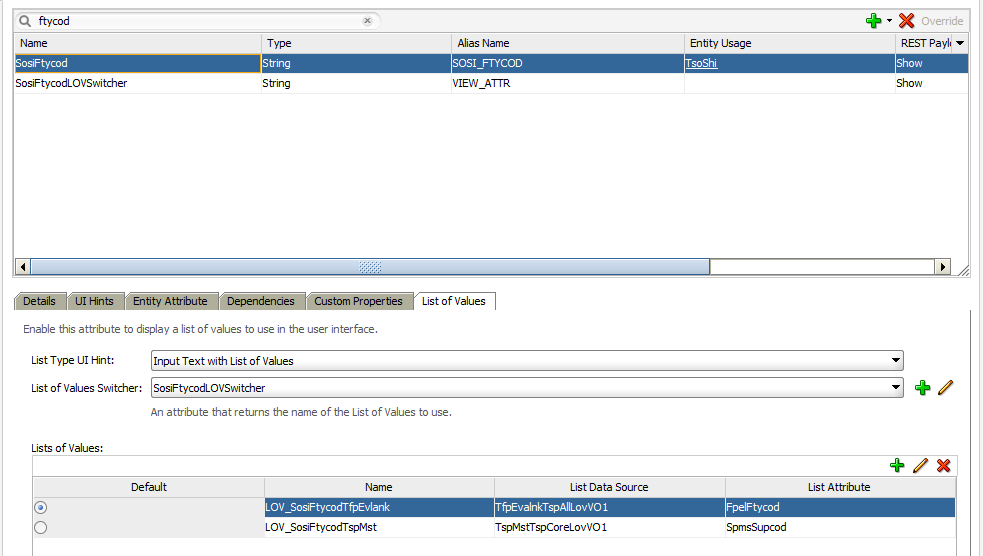 ftycod
Override
Name Type Alias Name Entity Usage REST Paylo
SosiFtycod String SOSI_FTYCOD TsoShi Show
SosiFtycodLOVSwitcher String VIEW_ATTR Show
Details UI Hints Entity Attribute Dependencies Custom Properties List of Values
Enable this attribute to display a list of values to use in the user interface.
List Type UI Hint: Input Text with List of Values
List of Values Switcher: SosiFtycodLOVSwitcher
An attribute that returns the name of the List of Values to use.
Lists of Values:
Default Name List Data Source List Attribute
LOV_SosiFtycodTfpEvlank TfpEvalnkTspAllLovVO1 FpelFtycod
LOV_SosiFtycodTspMst TspMstTspCoreLovVO1 SpmsSupcod